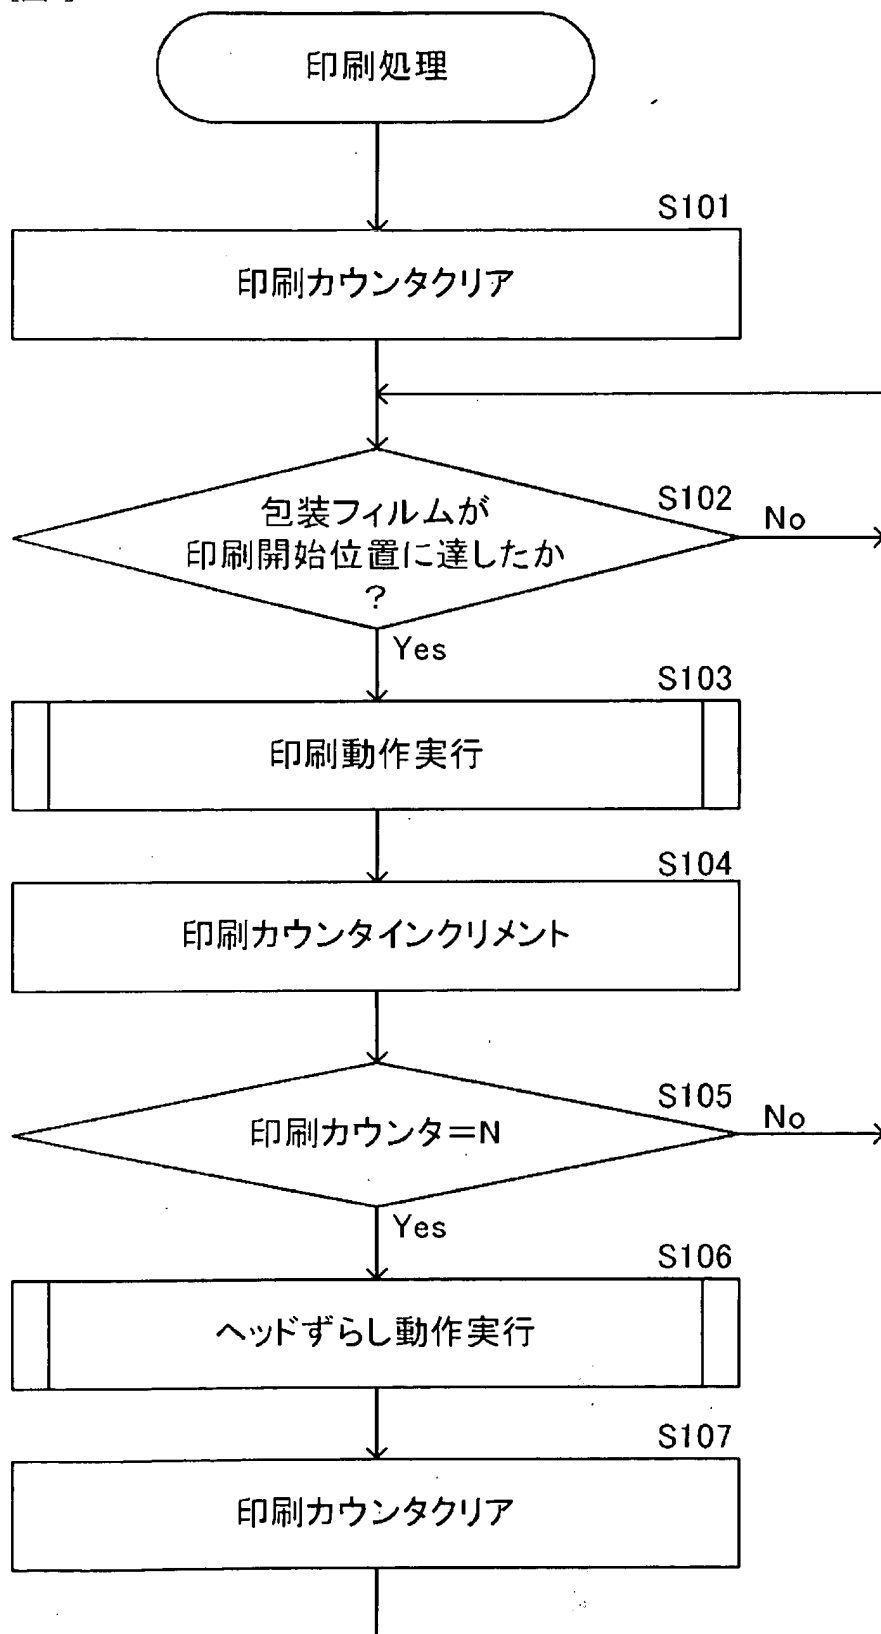 印刷処理
S101
印刷カウンタクリア
S102
包装フィルムが
印刷開始位置に達したか
?
No
Yes
S103
印刷動作実行
S104
印刷カウンタインクリメント
S105
印刷カウンタ=N
No
Yes
S106
ヘッドずらし動作実行
S107
印刷カウンタクリア